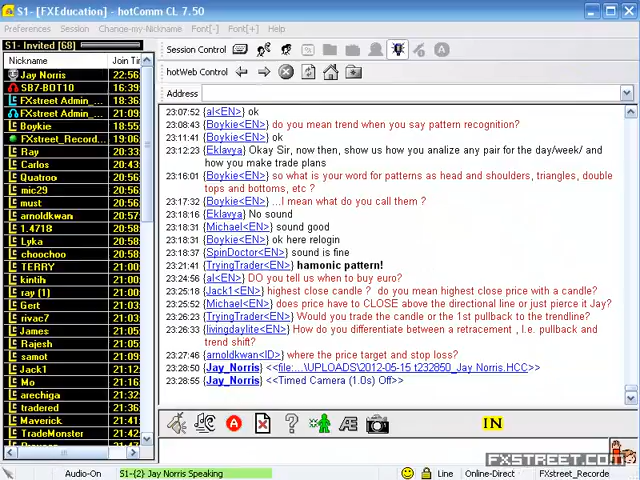 S1- [FXEducation] - hotComm CL 7.50
Preferences Session Change-my-Nickname Font[-] Font[+] Help
S1- Invited [68]
Session Control
Nickname Join Tir
hotWeb Control
Address
Jay Norris 22:56
SB7-BOT10 16:39
FXstreet Admin_... 18:36
FXstreet Admin_... 21:09
Boykie 18:55
FXstreet_Record... 19:06
Ray 20:33
Carlos 20:38
Quatroo 20:56
mic29 20:58
must 20:56
arnoldkwan 20:57
1.4718 20:58
Lyka 20:58
choochoo 20:58
TERRY 21:00
kintih 21:00
ray (1) 21:00
Gert 21:00
rivac7 21:00
James 21:00
Rajesh 21:00
samot 21:00
Jack1 21:00
Mo 21:00
arechiga 21:00
tradered 21:00
Maverick 21:00
TradeMonster 21:00
23:07:52 {al<EN>} ok
23:08:43 {Boykie<EN>} do you mean trend when you say pattern recognition?
23:11:41 {Boykie<EN>} ok
23:12:23 {Eklavya} Okay Sir, now then, show us how you analize any pair for the day/week/ and
how you make trade plans
23:16:01 {Boykie<EN>} so what is your word for patterns as head and shoulders, triangles, double
tops and bottoms, etc ?
23:17:32 {Boykie<EN>} ...I mean what do you call them ?
23:18:16 {Eklavya} No sound
23:18:31 {Michael<EN>} sound good
23:18:31 {Boykie<EN>} ok here relogin
23:18:37 {SpinDoctor<EN>} sound is fine
23:21:41 {TryingTrader<EN>} hamonic pattern!
23:24:56 {al<EN>} DO you tell us when to buy euro?
23:25:18 {Jack1<EN>} highest close candle ? do you mean highest close price with a candle?
23:25:52 {Michael<EN>} does price have to CLOSE above the directional line or just pierce it Jay?
23:26:23 {TryingTrader<EN>} Would you trade the candle or the 1st pullback to the trendline?
23:26:33 {livingdaylite<EN>} How do you differentiate between a retracement , I.e. pullback and
trend shift?
23:27:46 {arnoldkwan<ID>} where the price target and stop loss?
23:28:50 {Jay_Norris} <<file:...\UPLOADS\2012-05-15 t232850_Jay Norris.HCC>>
23:28:55 {Jay_Norris} <<Timed Camera (1.0s) Off>>
IN
FXSTREET.COM
Audio-On S1-{2} Jay Norris Speaking Line Online-Direct FXstreet_Recorde